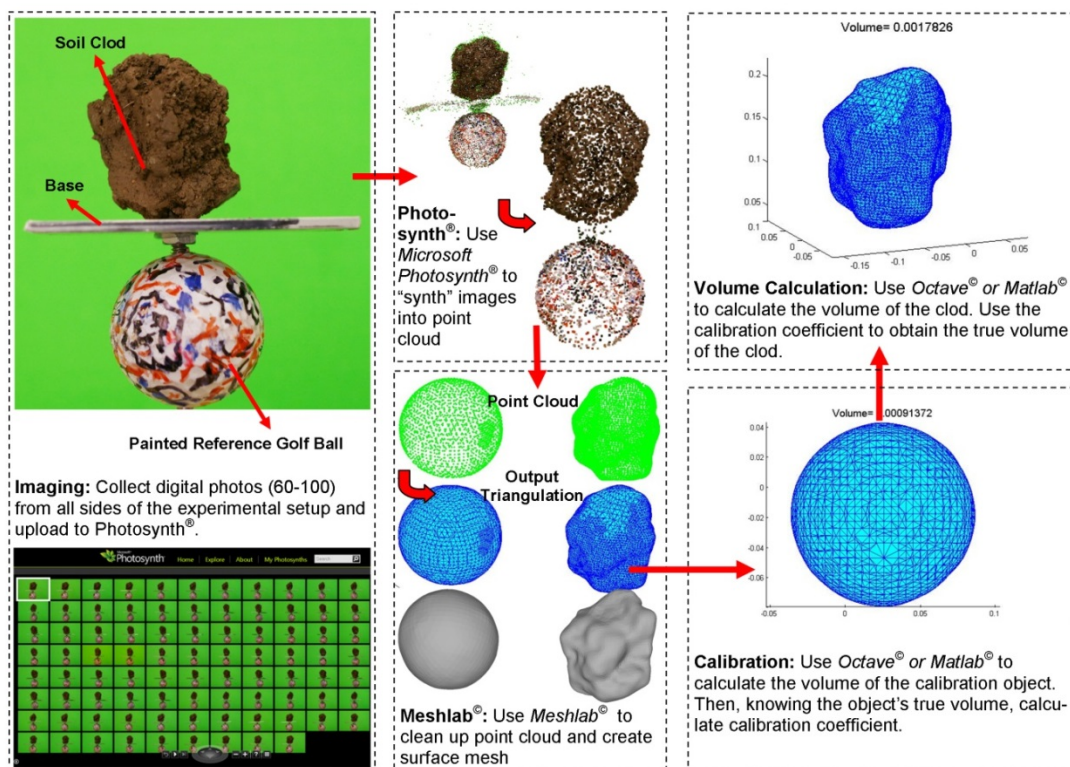 Soil Clod
Base
Painted Reference Golf Ball
Imaging: Collect digital photos (60-100)
from all sides of the experimental setup and
upload to Photosynth®.
Photosynth
Home
Explore
About
My Photosynths
Photo-
synth®: Use
Microsoft
Photosynth® to
“synth” images
into point
cloud
Point Cloud
Output
Triangulation
Meshlab©: Use Meshlab© to
clean up point cloud and create
surface mesh
Volume= 0.0017826
0.2
0.15
0.1
0.05
0.1
0.05
0
-0.05
-0.15
-0.1
-0.05
0
0.05
Volume Calculation: Use Octave© or Matlab©
to calculate the volume of the clod. Use the
calibration coefficient to obtain the true volume
of the clod.
Volume= .00091372
0.04
0.02
0
-0.02
-0.04
-0.06
-0.05
0
0.05
0.1
Calibration: Use Octave© or Matlab© to
calculate the volume of the calibration object.
Then, knowing the object's true volume, calcu-
late calibration coefficient.